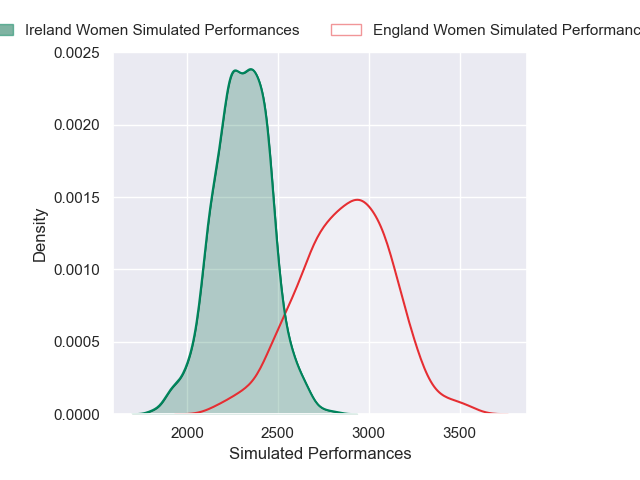 Ireland Women Simulated Performances
England Women Simulated Performanc
0.0025
0.0020
0.0015
0.0010
0.0005
0.0000
Density
2000 2500 3000 3500
Simulated Performances